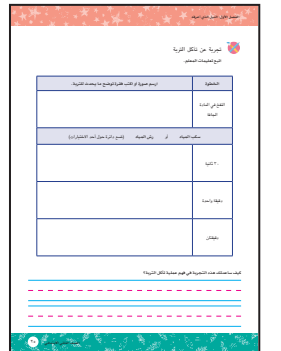 تجربة عن تآكل التربة
اتبع تعليمات المعلم.
الخطوة
ارسم صورة أو اكتب فقرة توضح ما يحدث للتربة.
النفخ في المادة الجافة
سكب المياه أو رش المياه (ضع دائرة حول أحد الاختيارين)
٣٠ ثانية
دقيقة واحدة
دقيقتان
كيف ساعدتك هذه التجربة في فهم عملية تآكل التربة؟